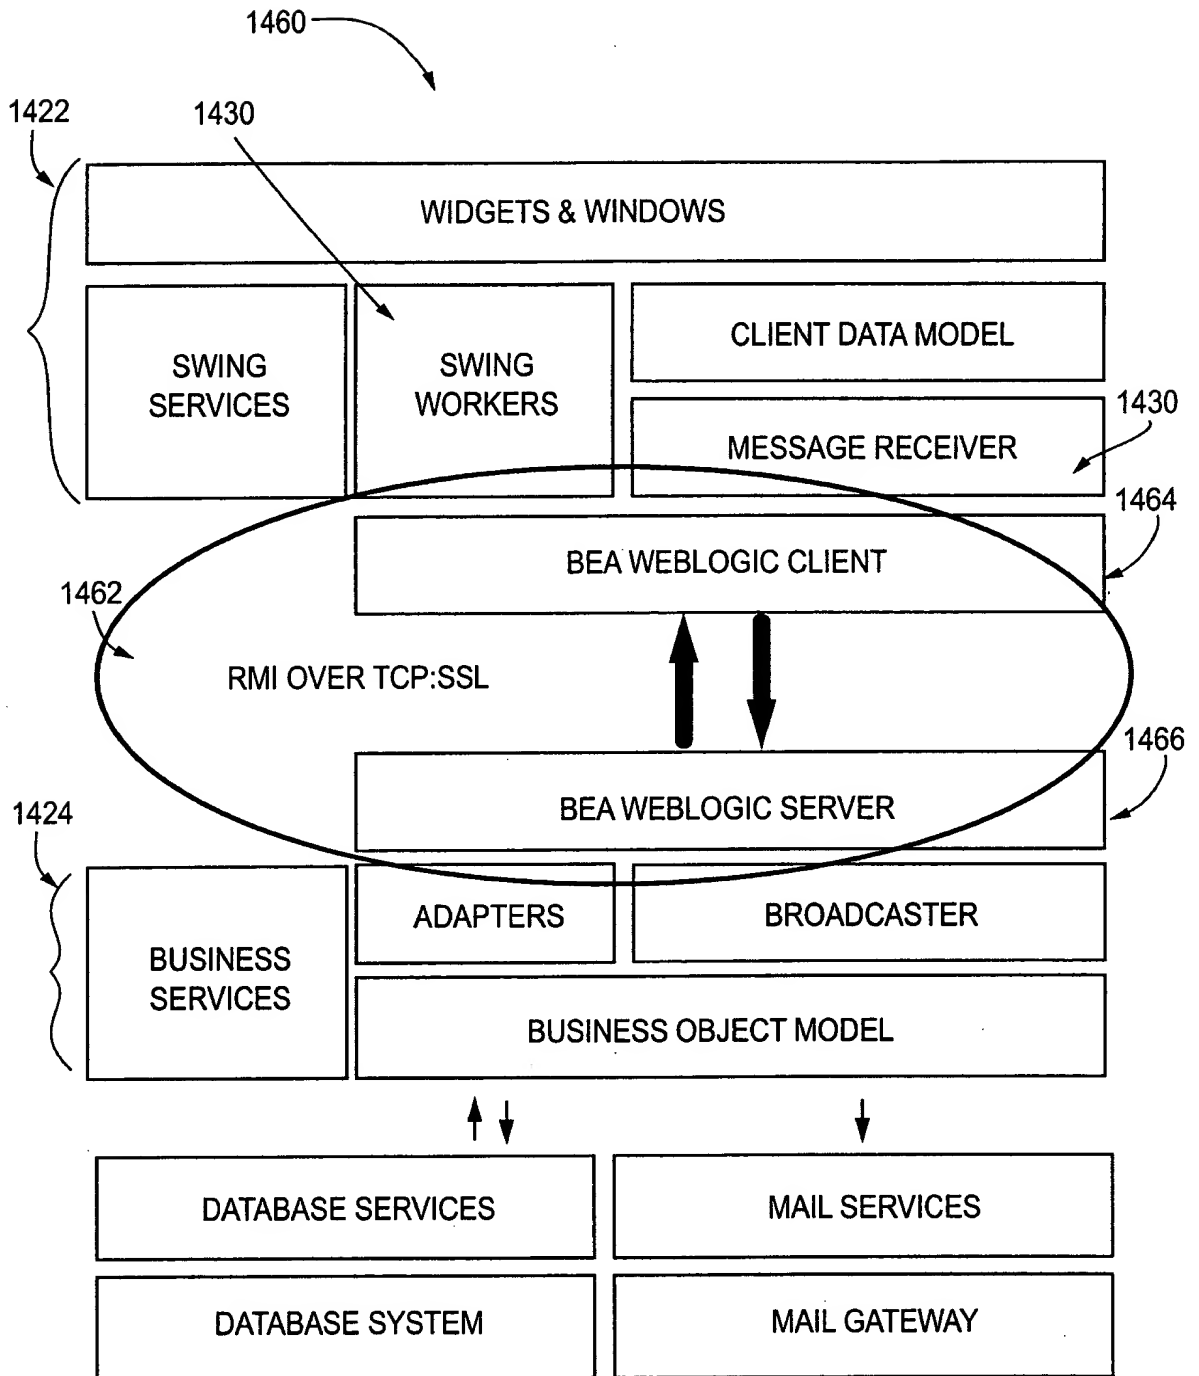 1460
1422
1430
WIDGETS & WINDOWS
SWING
SERVICES
SWING
WORKERS
CLIENT DATA MODEL
1430
MESSAGE RECEIVER
1464
BEA WEBLOGIC CLIENT
1462
RMI OVER TCP:SSL
1466
BEA WEBLOGIC SERVER
1424
ADAPTERS
BROADCASTER
BUSINESS
SERVICES
BUSINESS OBJECT MODEL
DATABASE SERVICES
MAIL SERVICES
DATABASE SYSTEM
MAIL GATEWAY